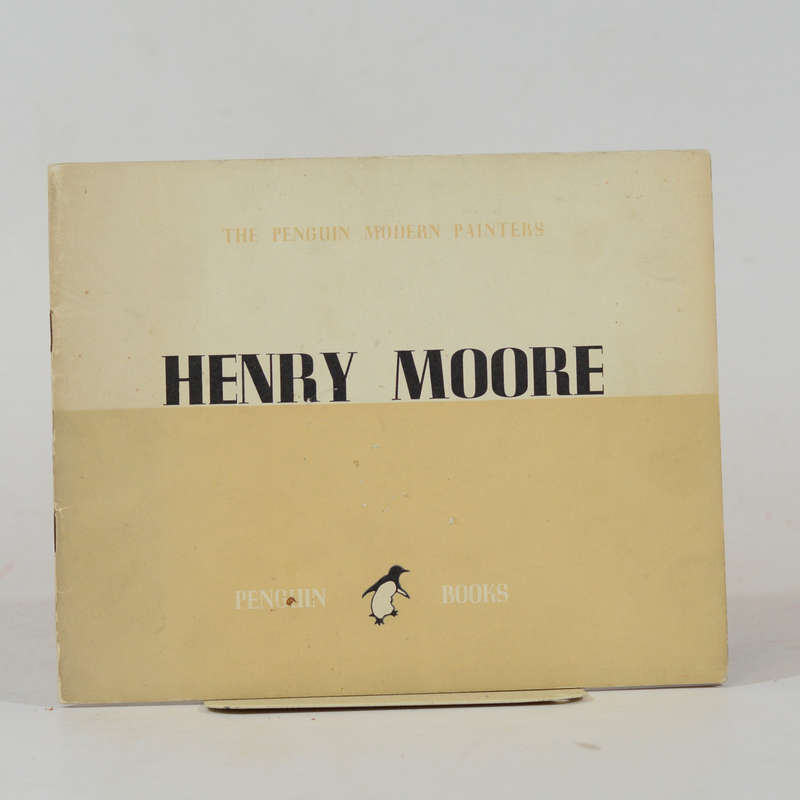 THE PENGUIN MODERN PAINTERS
HENRY MOORE
PENGUIN BOOKS